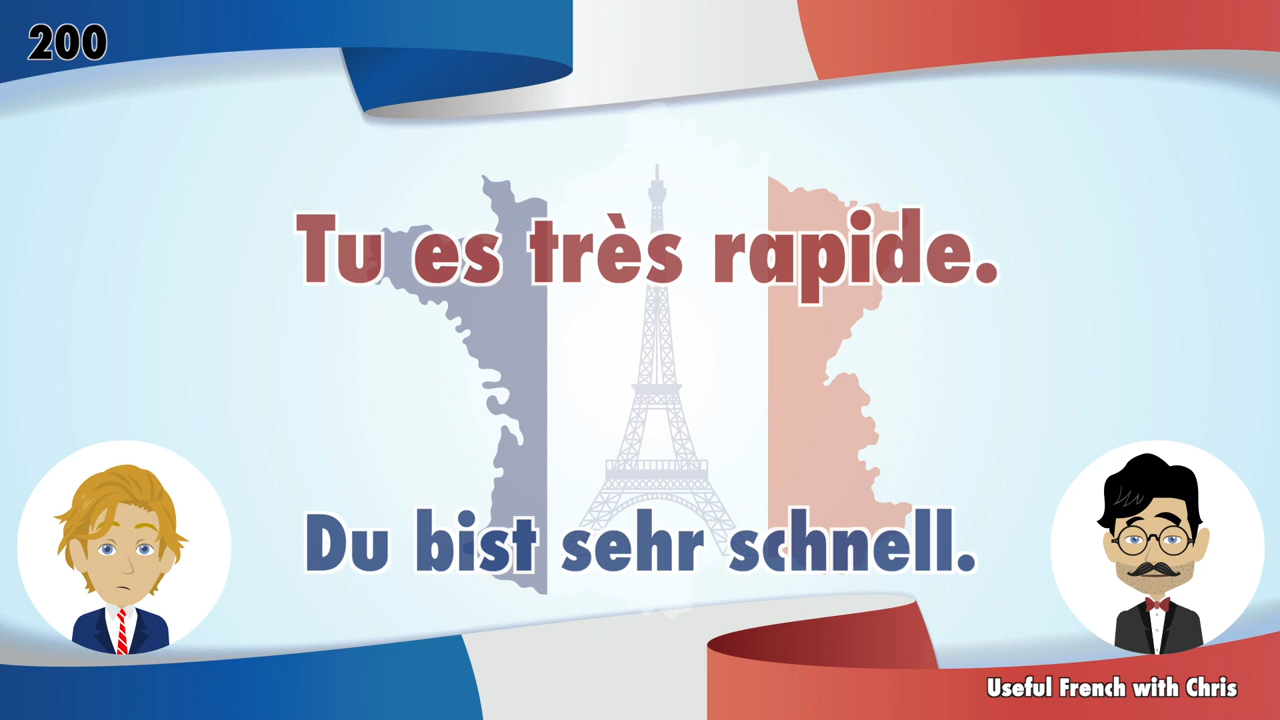 200
Tu es très rapide.
Du bist sehr schnell.
Useful French with Chris